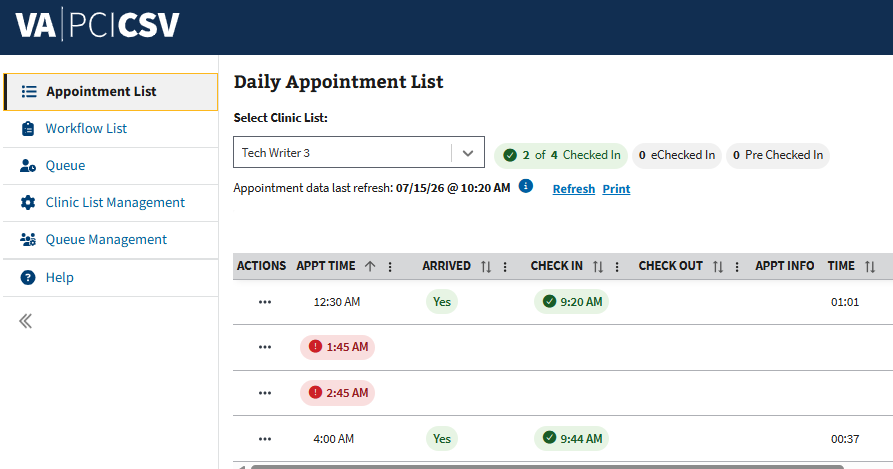 VA | PCI CSV
Daily Appointment List
Appointment List
Select Clinic List:
Workflow List
Tech Writer 3
2 of 4 Checked In
0 eChecked In
0 Pre Checked In
Queue
Appointment data last refresh: 07/15/26 @ 10:20 AM
Refresh Print
Clinic List Management
Queue Management
Help
ACTIONS APPT TIME ARRIVED CHECK IN CHECK OUT APPT INFO TIME
12:30 AM Yes 9:20 AM 01:01
1:45 AM
2:45 AM
4:00 AM Yes 9:44 AM 00:37